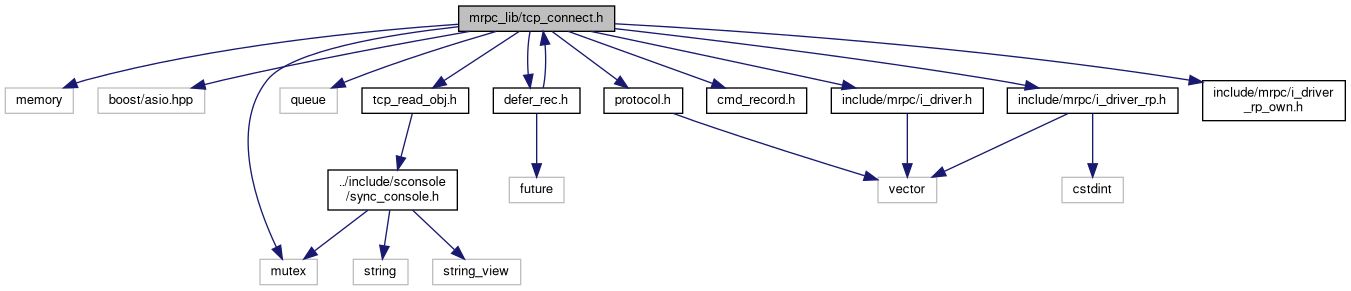 mrpc_lib/tcp_connect.h
memory
boost/asio.hpp
queue
tcp_read_obj.h
defer_rec.h
protocol.h
cmd_record.h
include/mrpc/i_driver.h
include/mrpc/i_driver_rp.h
include/mrpc/i_driver
_rp_own.h
../include/sconsole
/sync_console.h
future
vector
cstdint
mutex
string
string_view